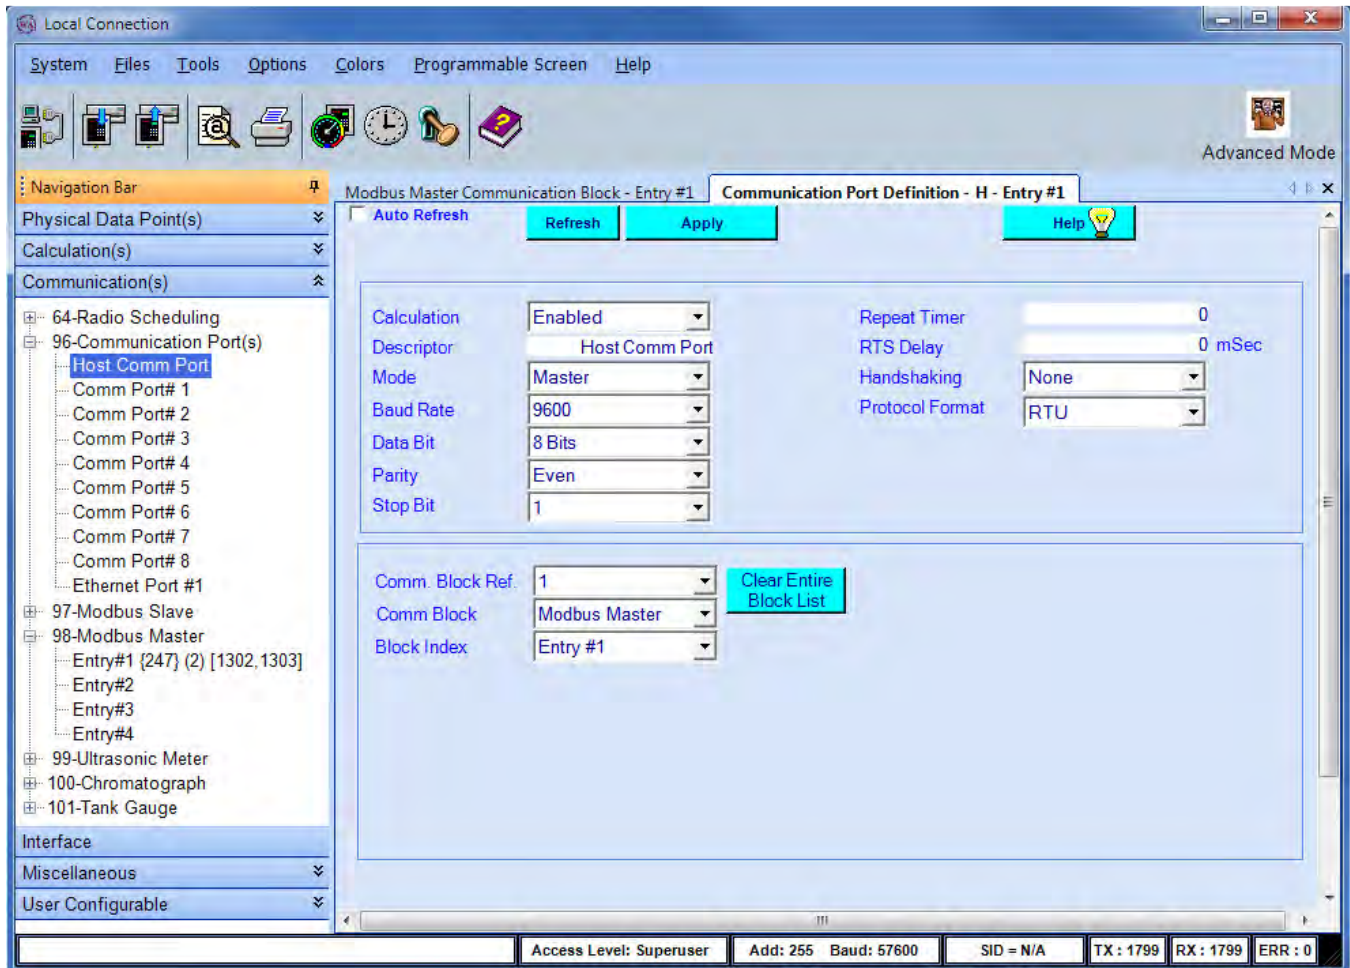 Local Connection
System Files Tools Options Colors Programmable Screen Help
Advanced Mode
Navigation Bar
Modbus Master Communication Block - Entry #1 Communication Port Definition - H - Entry #1
Physical Data Point(s)
Calculation(s)
Communication(s)
64-Radio Scheduling
96-Communication Port(s)
Host Comm Port
Comm Port# 1
Comm Port# 2
Comm Port# 3
Comm Port# 4
Comm Port# 5
Comm Port# 6
Comm Port# 7
Comm Port# 8
Ethernet Port #1
97-Modbus Slave
98-Modbus Master
Entry#1 {247} (2) [1302,1303]
Entry#2
Entry#3
Entry#4
99-Ultrasonic Meter
100-Chromatograph
101-Tank Gauge
Interface
Miscellaneous
User Configurable
Auto Refresh Refresh Apply Help
Calculation Enabled
Descriptor Host Comm Port
Mode Master
Baud Rate 9600
Data Bit 8 Bits
Parity Even
Stop Bit 1
Repeat Timer 0
RTS Delay 0 mSec
Handshaking None
Protocol Format RTU
Comm. Block Ref. 1
Comm Block Modbus Master
Block Index Entry #1
Clear Entire
Block List
Access Level: Superuser Add: 255 Baud: 57600 SID = N/A TX : 1799 RX : 1799 ERR : 0